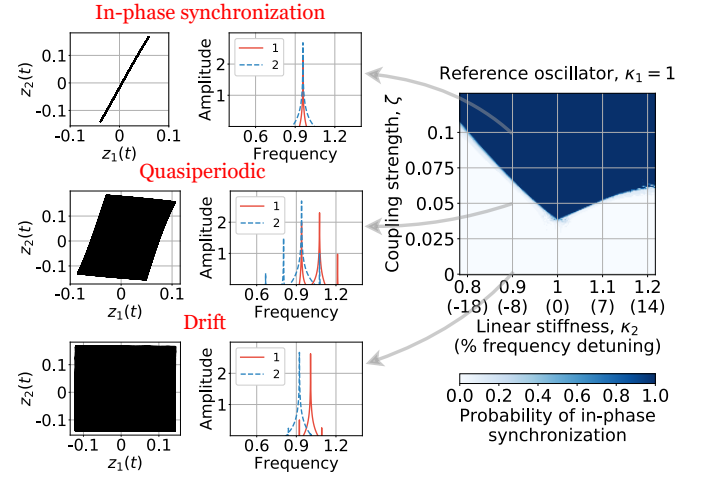 In-phase synchronization
z₂(t)
0.1
0
-0.1
-0.1 0 0.1
z₁(t)
Amplitude
2
1
1
2
0.6 0.9 1.2
Frequency
Quasiperiodic
z₂(t)
0.1
0
-0.1
-0.1 0 0.1
z₁(t)
Amplitude
2
1
1
2
0.6 0.9 1.2
Frequency
Drift
z₂(t)
0.1
0
-0.1
-0.1 0 0.1
z₁(t)
Amplitude
2
1
1
2
0.6 0.9 1.2
Frequency
Reference oscillator, κ₁ = 1
Coupling strength, ζ
0.1
0.075
0.05
0.025
0
0.8 0.9 1 1.1 1.2
(-18) (-8) (0) (7) (14)
Linear stiffness, κ₂
(% frequency detuning)
0.0 0.2 0.4 0.6 0.8 1.0
Probability of in-phase
synchronization